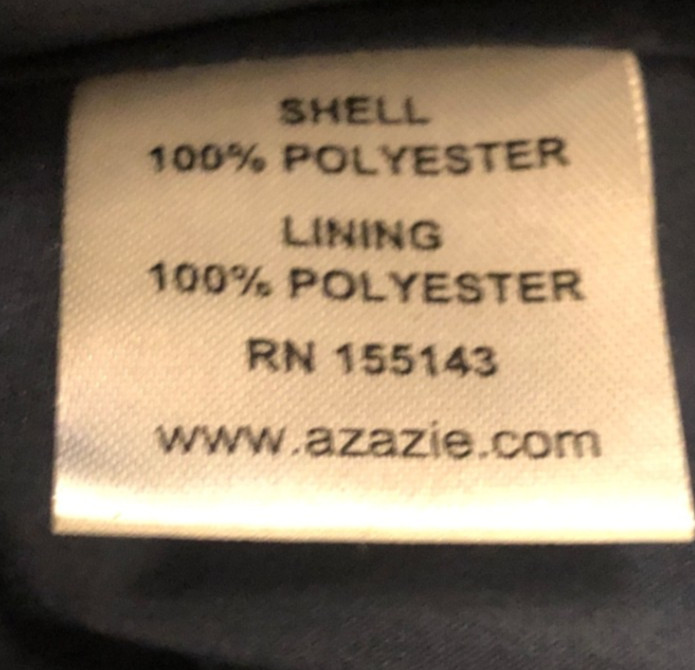 SHELL
100% POLYESTER
LINING
100% POLYESTER
RN 155143
www.azazie.com